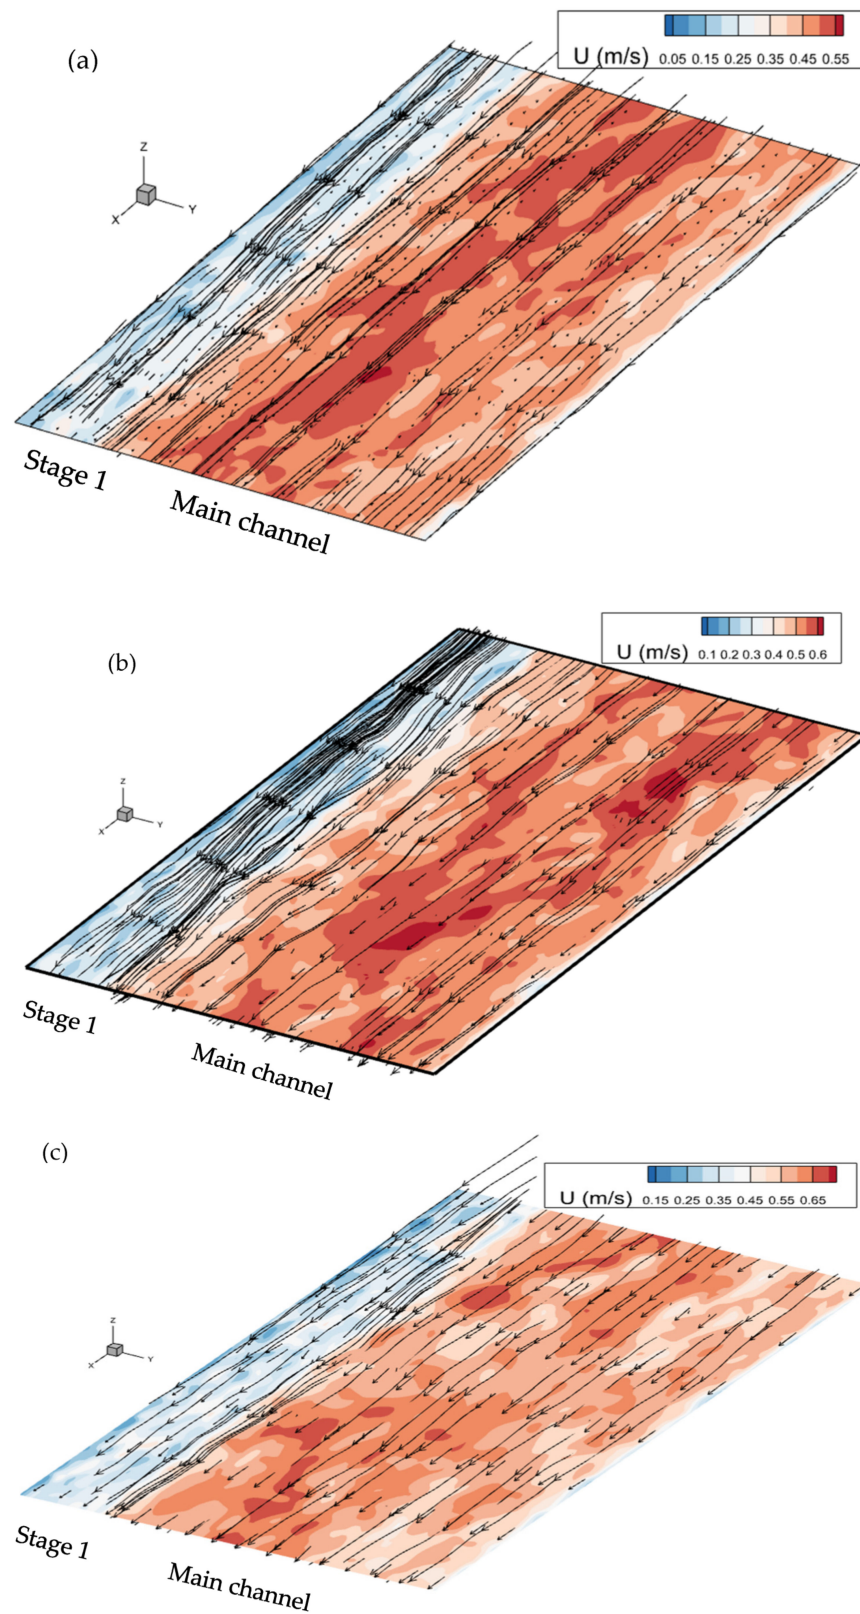 (a)
U (m/s) 0.05 0.15 0.25 0.35 0.45 0.55
Z
X
Y
Stage 1
Main channel
(b)
U (m/s) 0.1 0.2 0.3 0.4 0.5 0.6
Z
X
Y
Stage 1
Main channel
(c)
U (m/s) 0.15 0.25 0.35 0.45 0.55 0.65
Z
X
Y
Stage 1
Main channel